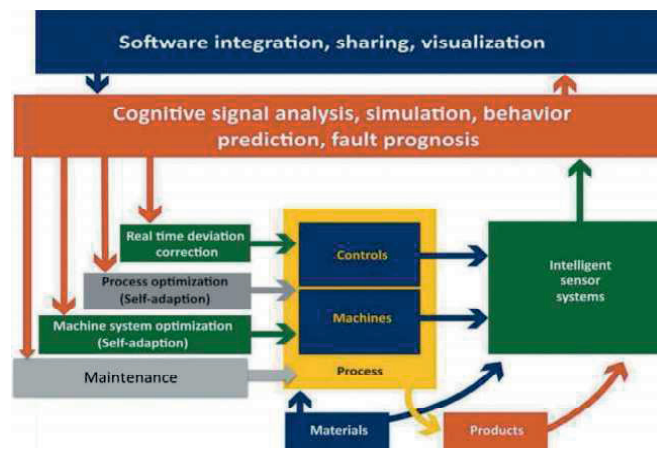 Software integration, sharing, visualization
Cognitive signal analysis, simulation, behavior
prediction, fault prognosis
Real time deviation
correction
Process optimization
(Self-adaption)
Machine system optimization
(Self-adaption)
Maintenance
Controls
Machines
Process
Intelligent
sensor
systems
Materials
Products